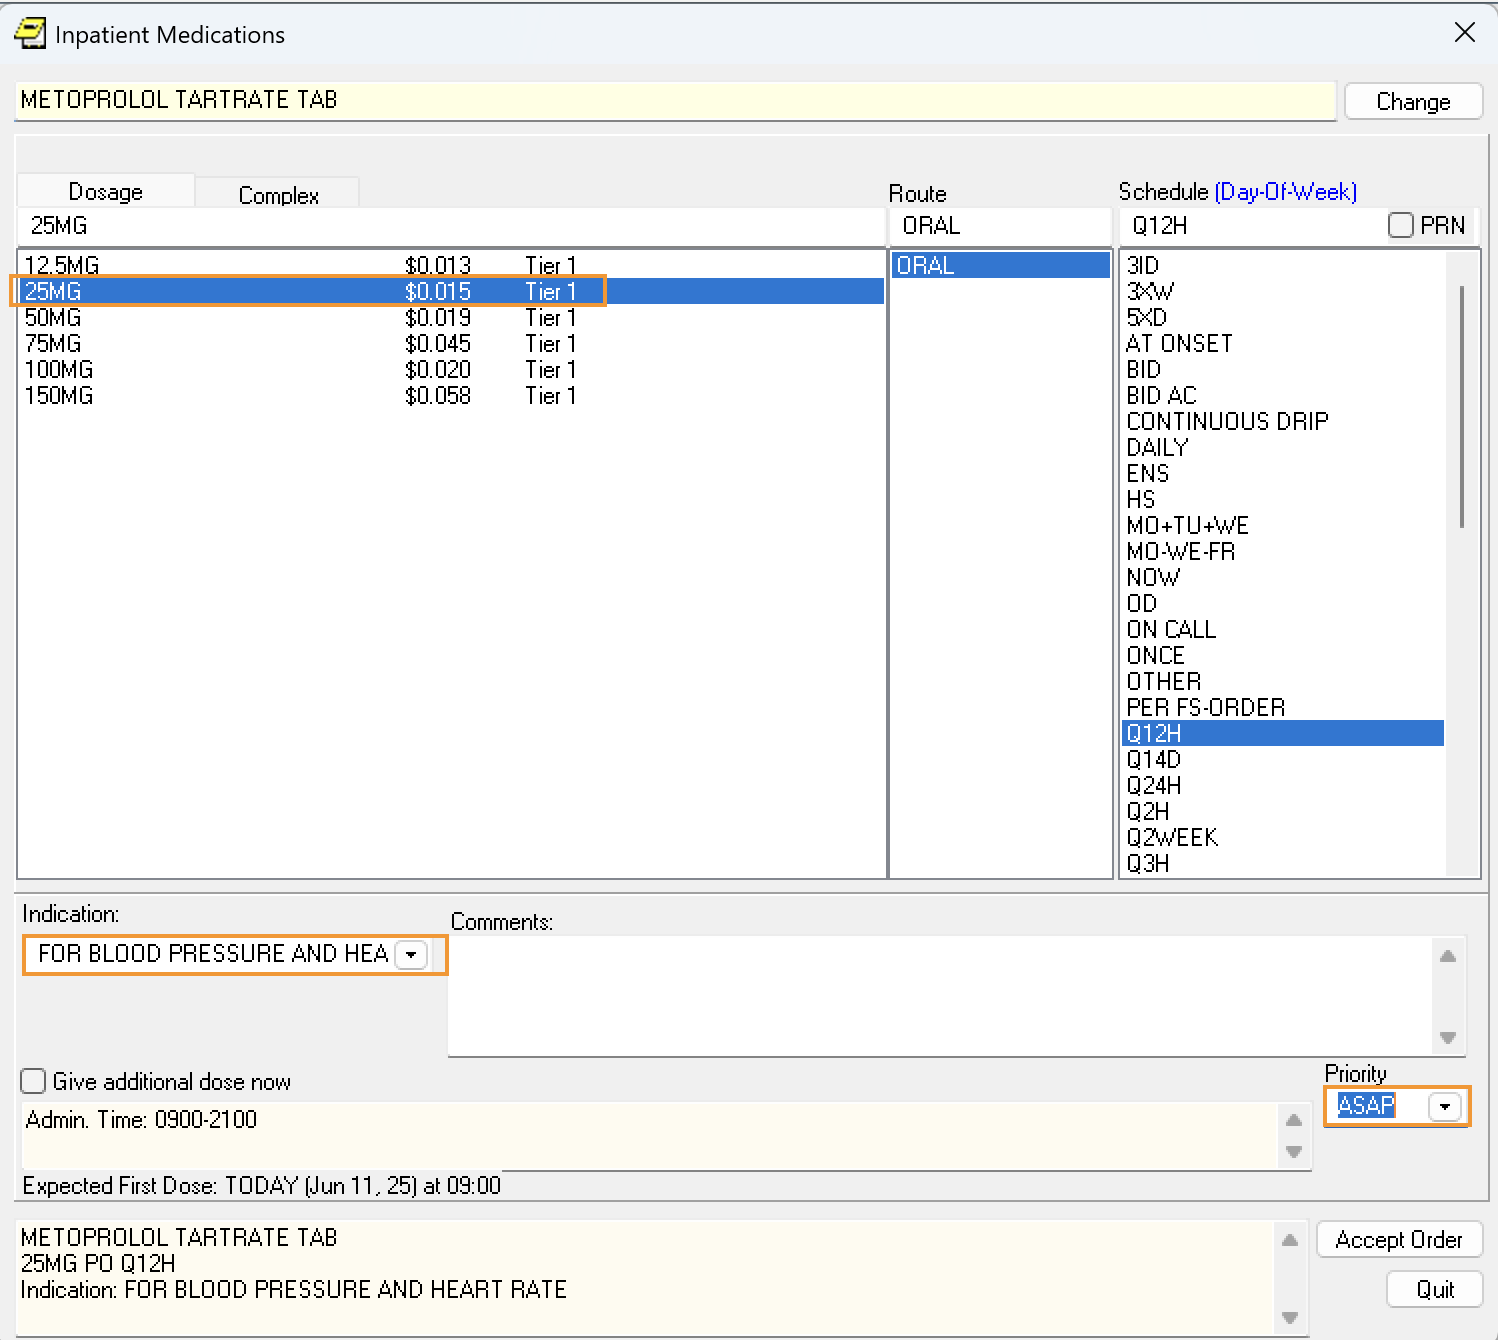 Inpatient Medications
METOPROLOL TARTRATE TAB
Change
Dosage
Complex
Route
Schedule (Day-Of-Week)
25MG
ORAL
Q12H
PRN
12.5MG $0.013 Tier 1
25MG $0.015 Tier 1
50MG $0.019 Tier 1
75MG $0.045 Tier 1
100MG $0.020 Tier 1
150MG $0.058 Tier 1
ORAL
3ID
3XW
5XD
AT ONSET
BID
BID AC
CONTINUOUS DRIP
DAILY
ENS
HS
MO+TU+WE
MO-WE-FR
NOW
OD
ON CALL
ONCE
OTHER
PER FS-ORDER
Q12H
Q14D
Q24H
Q2H
Q2WEEK
Q3H
Indication:
FOR BLOOD PRESSURE AND HEA
Comments:
Give additional dose now
Priority
ASAP
Admin. Time: 0900-2100
Expected First Dose: TODAY (Jun 11, 25) at 09:00
METOPROLOL TARTRATE TAB
25MG PO Q12H
Indication: FOR BLOOD PRESSURE AND HEART RATE
Accept Order
Quit